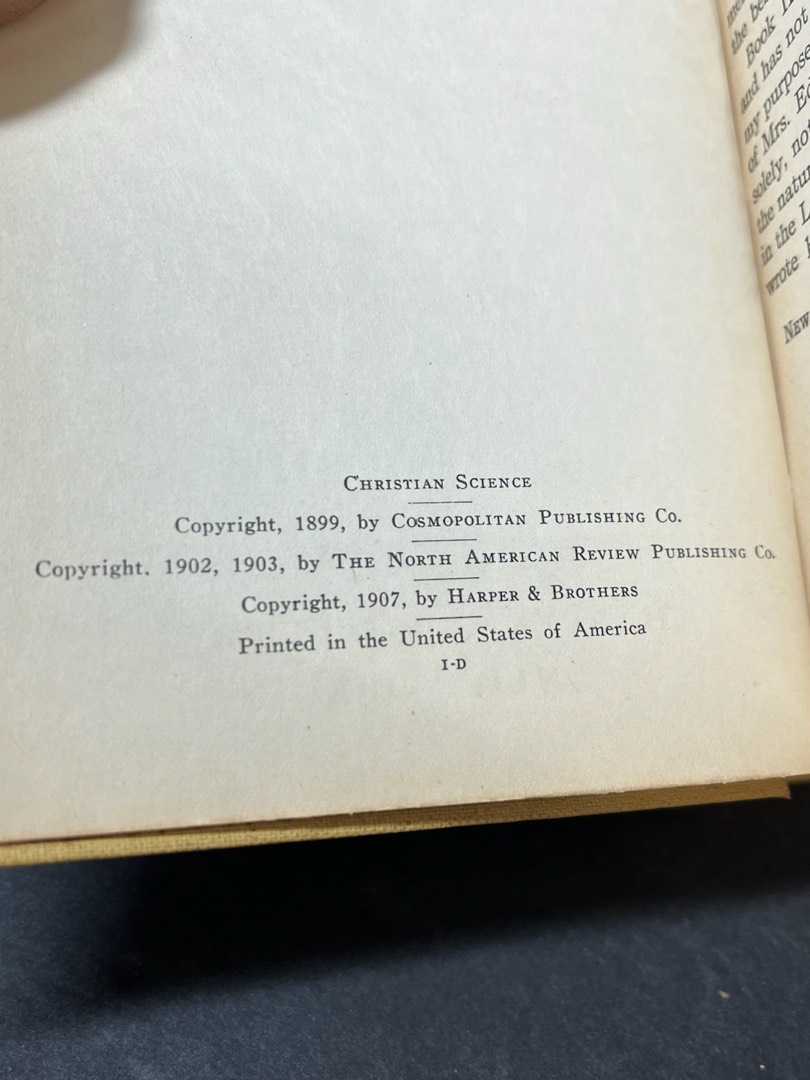 CHRISTIAN SCIENCE
Copyright, 1899, by COSMOPOLITAN PUBLISHING Co.
Copyright. 1902, 1903, by THE NORTH AMERICAN REVIEW PUBLISHING Co.
Copyright, 1907, by HARPER & BROTHERS
Printed in the United States of America
I-D
the
Book
and has not
my purpose
of Mrs.
solely,
the
in the
wrote
NEW